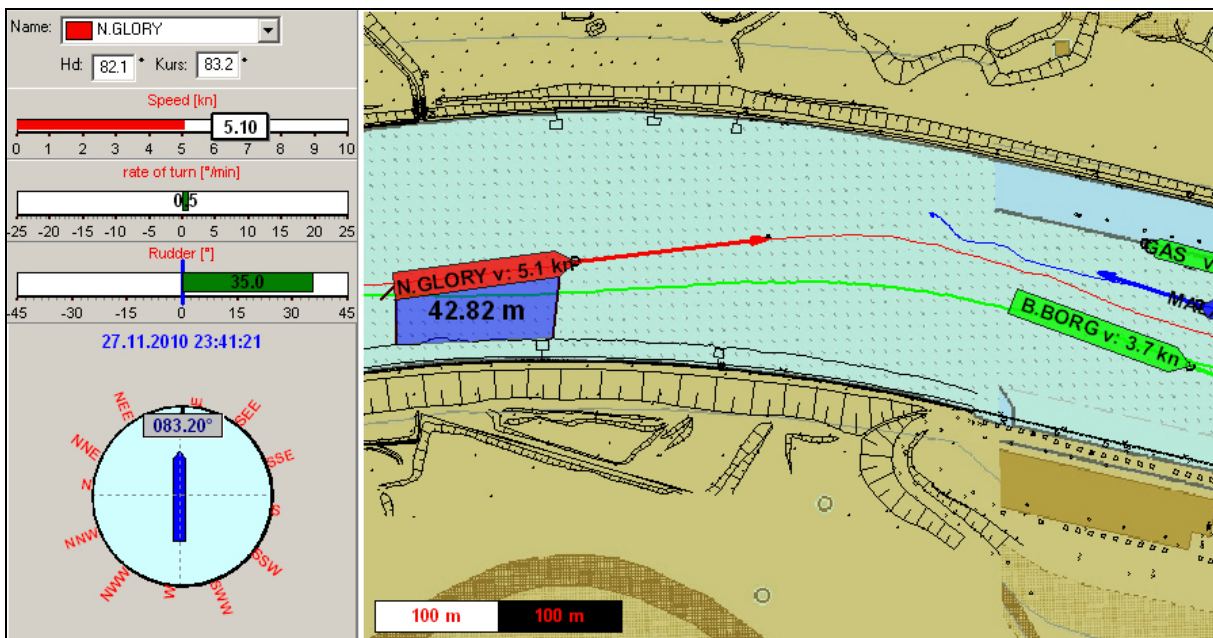 Name: N.GLORY
Hd: 82.1 ° Kurs: 83.2 °
Speed [kn]
5.10
0 1 2 3 4 5 6 7 8 9 10
rate of turn [°/min]
0.5
-25 -20 -15 -10 -5 0 5 10 15 20 25
Rudder [°]
35.0
-45 -30 -15 0 15 30 45
27.11.2010 23:41:21
083.20°
E
SEE
SSE
S
SSW
SWW
W
NWW
NNW
N
NNE
NEE
N.GLORY v: 5.1 kn
42.82 m
GAS v
MAE
B.BORG v: 3.7 kn
100 m 100 m